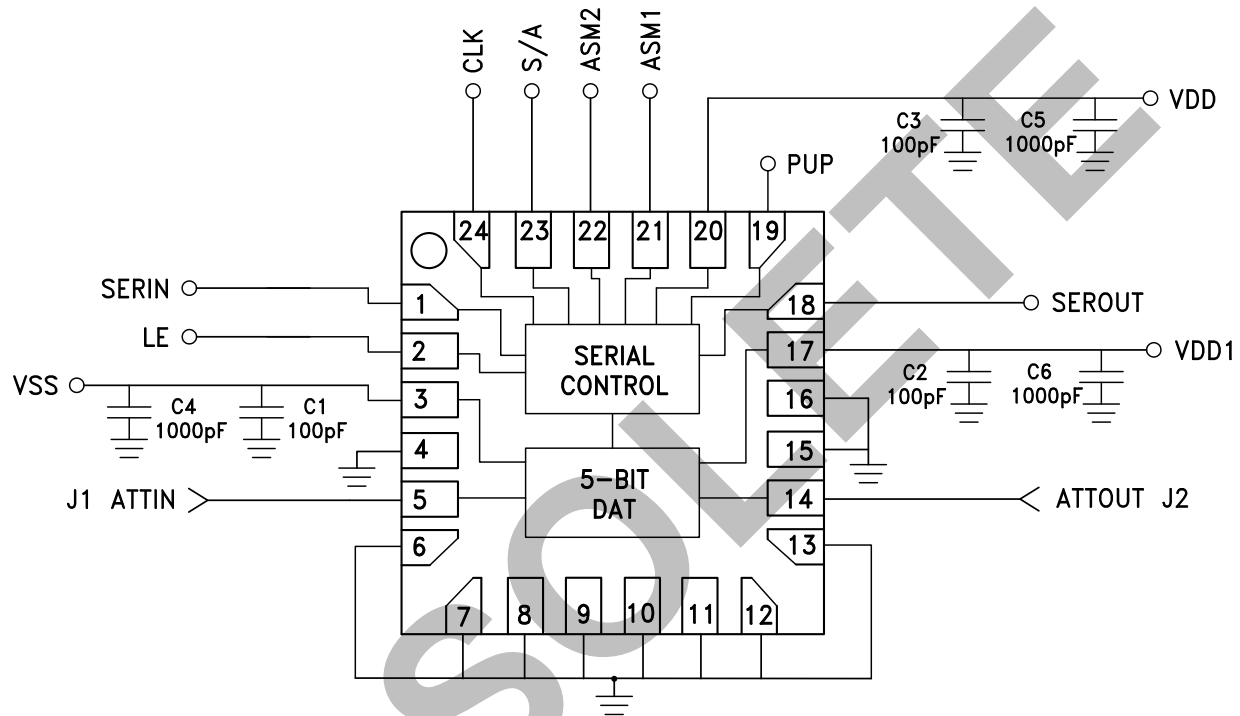 CLK
S/A
ASM2
ASM1
VDD
C3
100pF
C5
1000pF
PUP
24
23
22
21
20
19
SERIN
1
18
SEROUT
LE
2
SERIAL
CONTROL
17
VDD1
VSS
C4
1000pF
C1
100pF
3
16
C2
100pF
C6
1000pF
4
15
5-BIT
DAT
J1 ATTIN
5
14
ATTOUT J2
6
13
7
8
9
10
11
12
SOLETE